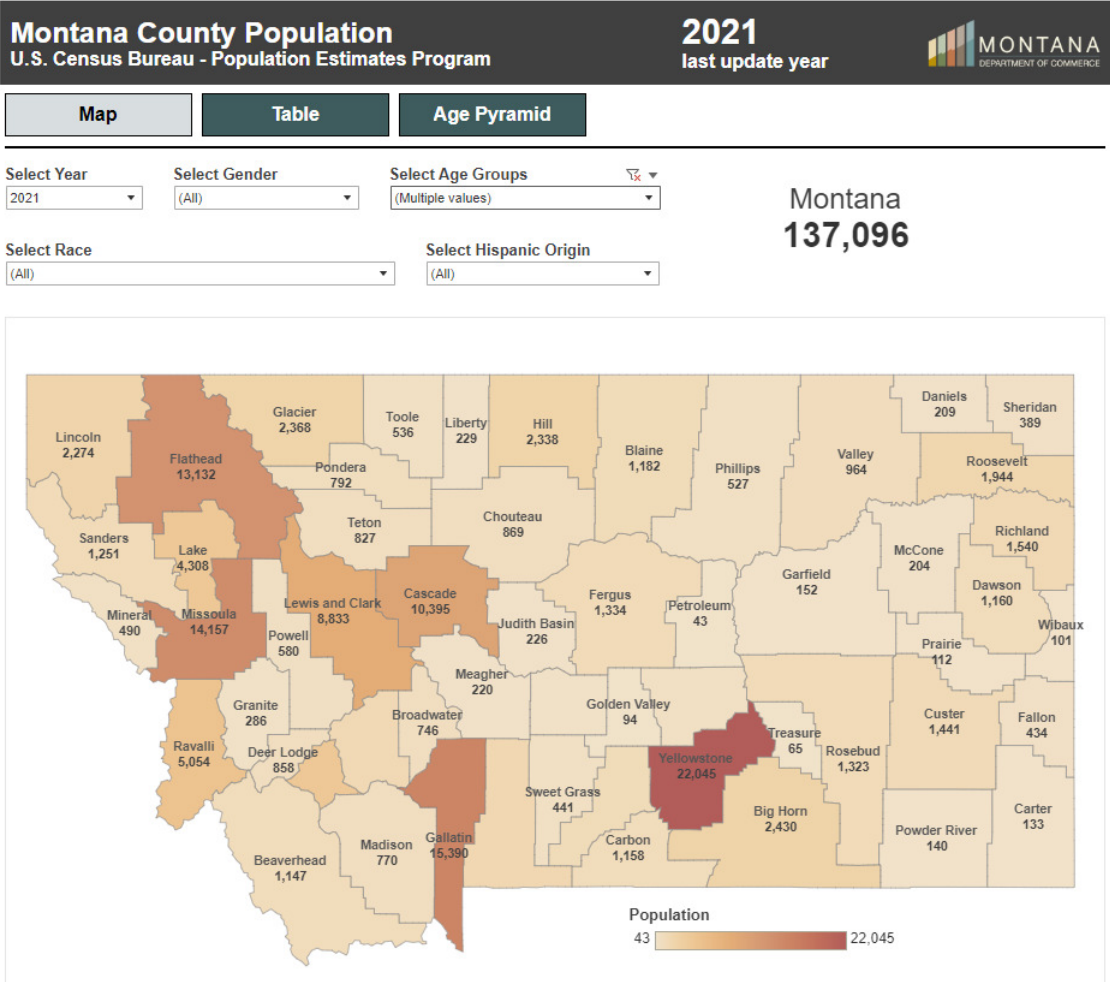 Montana County Population
U.S. Census Bureau - Population Estimates Program
2021
last update year
MONTANA
DEPARTMENT OF COMMERCE
Map
Table
Age Pyramid
Select Year
2021
Select Gender
(All)
Select Age Groups
(Multiple values)
Select Race
(All)
Select Hispanic Origin
(All)
Montana
137,096
Lincoln
2,274
Flathead
13,132
Glacier
2,368
Toole
536
Liberty
229
Hill
2,338
Blaine
1,182
Phillips
527
Valley
964
Daniels
209
Sheridan
389
Roosevelt
1,944
Pondera
792
Teton
827
Chouteau
869
Sanders
1,251
Lake
4,308
Mineral
490
Missoula
14,157
Powell
580
Lewis and Clark
8,833
Cascade
10,395
Judith Basin
226
Fergus
1,334
Petroleum
43
Garfield
152
McCone
204
Richland
1,540
Dawson
1,160
Wibaux
101
Prairie
112
Meagher
220
Granite
286
Broadwater
746
Golden Valley
94
Ravalli
5,054
Deer Lodge
858
Yellowstone
22,045
Treasure
65
Rosebud
1,323
Custer
1,441
Fallon
434
Sweet Grass
441
Big Horn
2,430
Carter
133
Powder River
140
Carbon
1,158
Gallatin
15,390
Madison
770
Beaverhead
1,147
Population
43
22,045